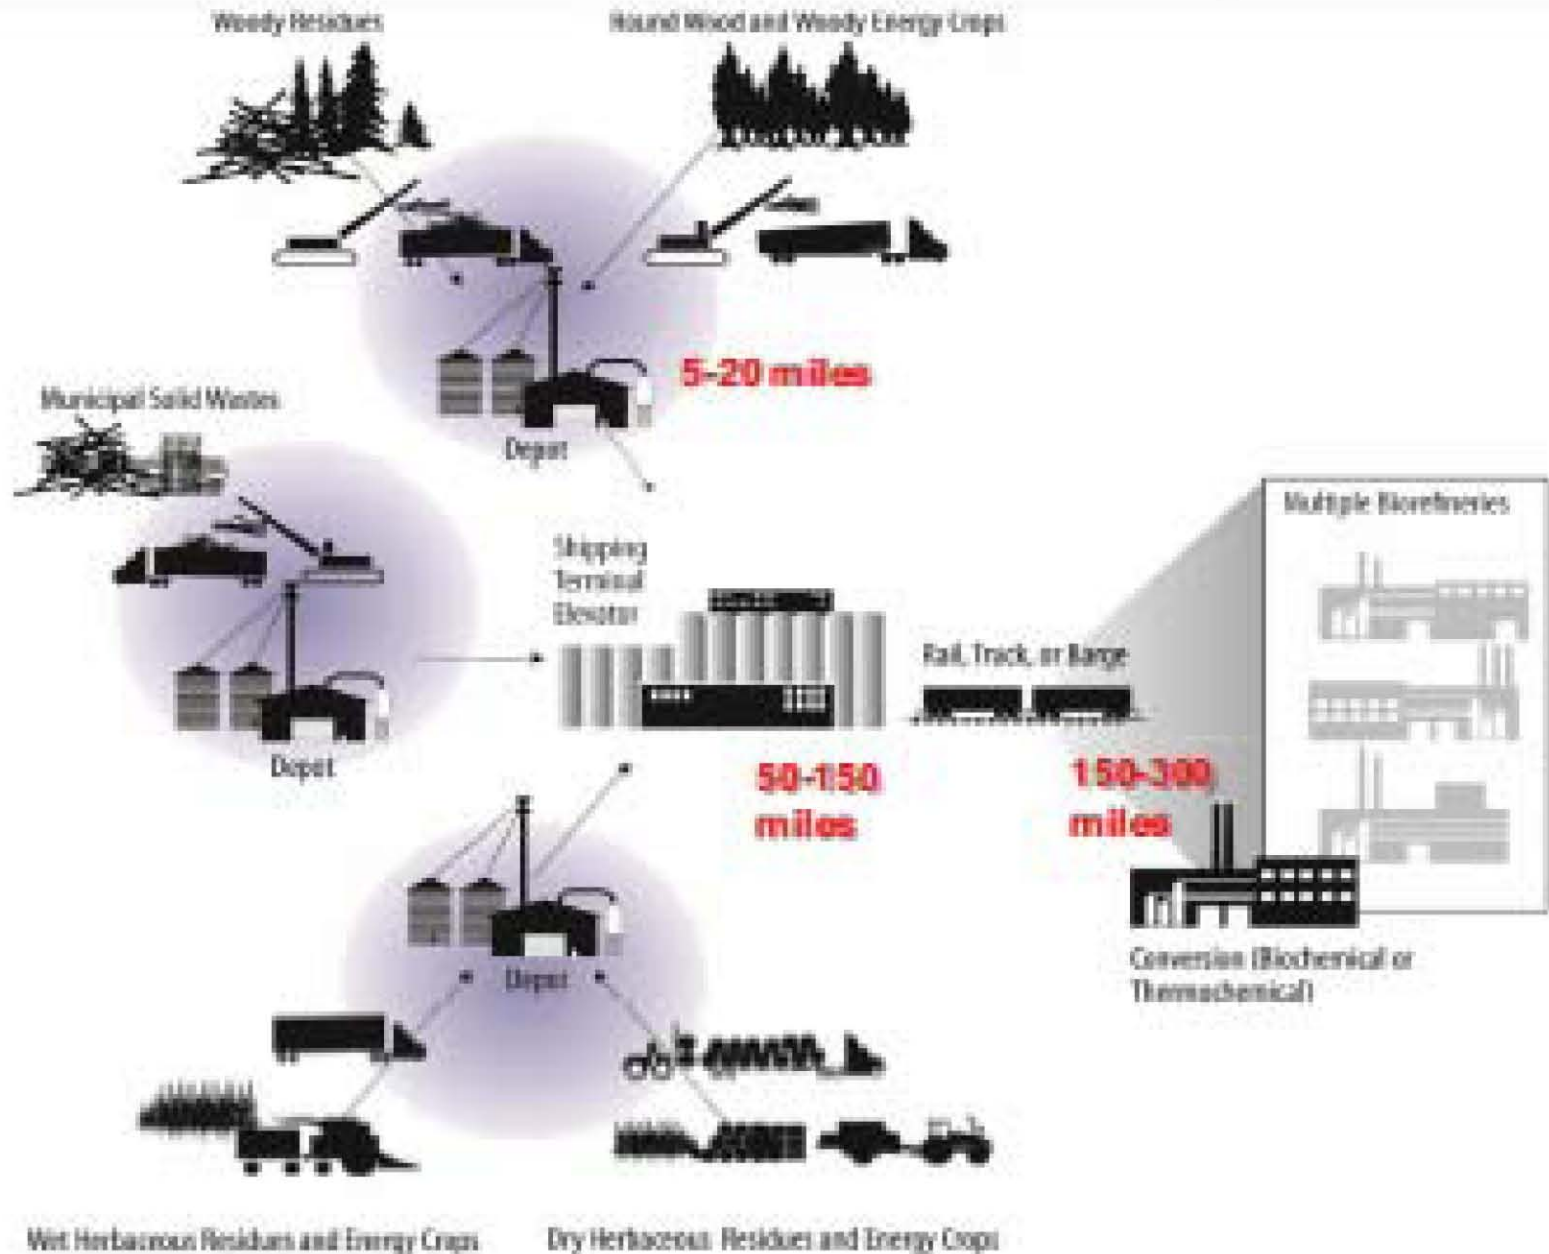 Woody Residues
Round Wood and Woody Energy Crops
5-20 miles
Depot
Municipal Solid Wastes
Depot
Shipping
Terminal
Elevator
Rail, Truck, or Barge
Multiple Biorefineries
50-150
miles
150-300
miles
Conversion (Biochemical or
Thermochemical)
Depot
Wet Herbaceous Residues and Energy Crops
Dry Herbaceous Residues and Energy Crops